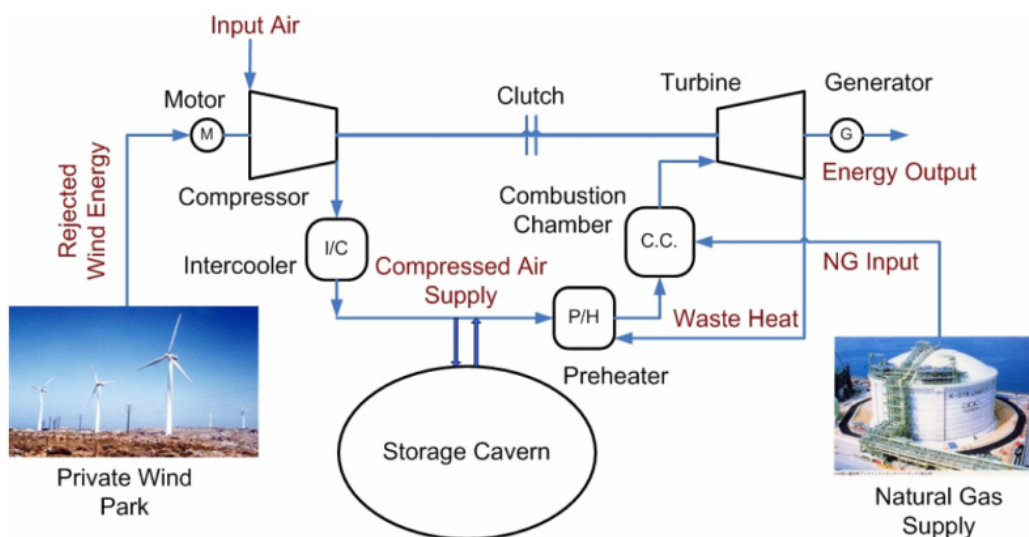 Input Air
Motor
M
Clutch
Turbine
Generator
G
Energy Output
Rejected
Wind Energy
Compressor
Combustion
Chamber
C.C.
NG Input
I/C
Intercooler
Compressed Air
Supply
P/H
Waste Heat
Preheater
Storage Cavern
Private Wind
Park
Natural Gas
Supply